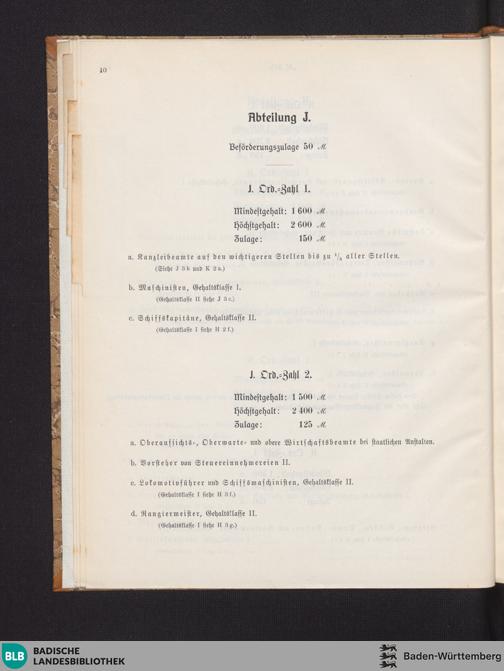 40
Abteilung J.
Beförderungszulage 50 ℳ
J. Ord.=Zahl 1.
Mindestgehalt: 1 600 ℳ
Höchstgehalt: 2 600 ℳ
Zulage: 150 ℳ
a. Kanzleibeamte auf den wichtigeren Stellen bis zu aller Stellen.
(Siehe J 3 b und K 2 a.)
b. Maschinisten, Gehaltsklasse I.
(Gehaltsklasse II siehe J 3 c.)
c. Schiffskapitäne, Gehaltsklasse II.
(Gehaltsklasse I siehe H 2 f.)
J. Ord.=Zahl 2.
Mindestgehalt: 1 500 ℳ
Höchstgehalt: 2 400 ℳ
Zulage: 125 ℳ
a. Oberaufsichts-, Oberwarte- und obere Wirtschaftsbeamte bei staatlichen Anstalten.
b. Vorsteher von Steuereinnehmereien II.
c. Lokomotivführer und Schiffsmaschinisten, Gehaltsklasse II.
(Gehaltsklasse I siehe H 3 f.)
d. Rangiermeister, Gehaltsklasse II.
(Gehaltsklasse I siehe H 3 g.)
BLB BADISCHE
LANDESBIBLIOTHEK
Baden-Württemberg